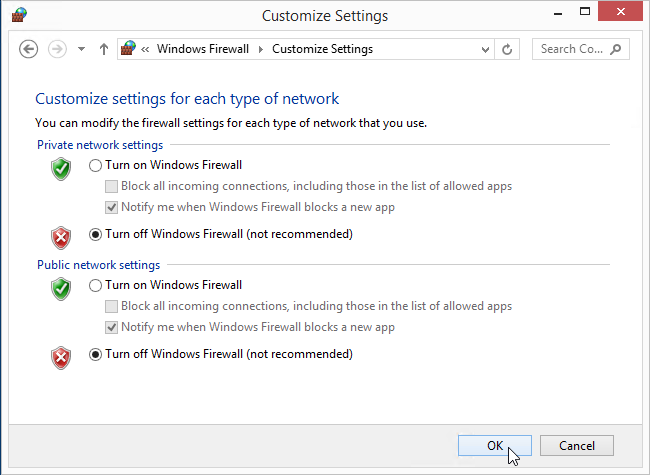 Customize Settings
« Windows Firewall Customize Settings
Search Co...
Customize settings for each type of network
You can modify the firewall settings for each type of network that you use.
Private network settings
Turn on Windows Firewall
Block all incoming connections, including those in the list of allowed apps
Notify me when Windows Firewall blocks a new app
Turn off Windows Firewall (not recommended)
Public network settings
Turn on Windows Firewall
Block all incoming connections, including those in the list of allowed apps
Notify me when Windows Firewall blocks a new app
Turn off Windows Firewall (not recommended)
OK
Cancel